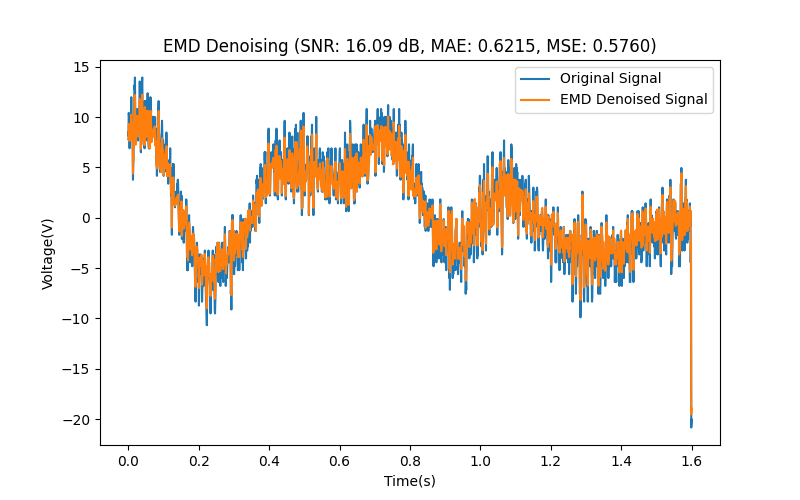 EMD Denoising (SNR: 16.09 dB, MAE: 0.6215, MSE: 0.5760)
Original Signal
EMD Denoised Signal
15
10
5
0
−5
−10
−15
−20
Voltage(V)
0.0 0.2 0.4 0.6 0.8 1.0 1.2 1.4 1.6
Time(s)